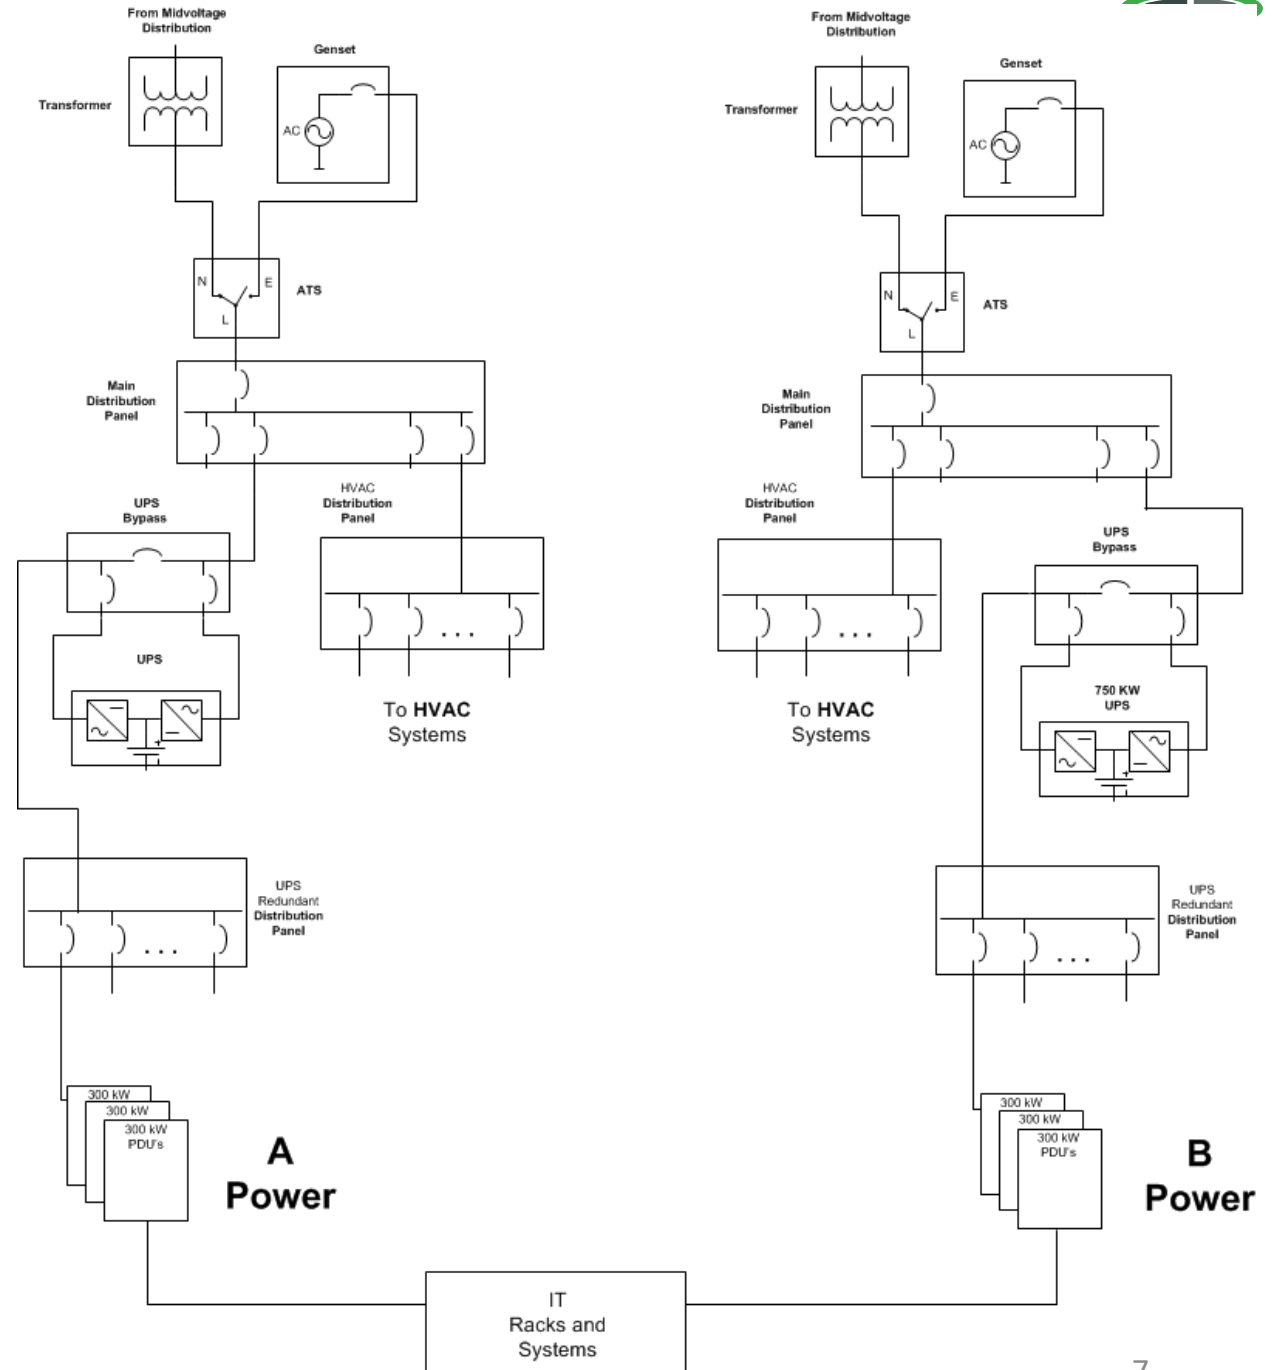 From Midvoltage
Distribution
Genset
Transformer
AC
N
E
ATS
L
Main
Distribution
Panel
UPS
Bypass
HVAC
Distribution
Panel
UPS
To HVAC
Systems
UPS
Redundant
Distribution
Panel
300 kW
300 kW
300 kW
PDU's
A
Power
From Midvoltage
Distribution
Genset
Transformer
AC
N
E
ATS
L
Main
Distribution
Panel
HVAC
Distribution
Panel
UPS
Bypass
To HVAC
Systems
750 KW
UPS
UPS
Redundant
Distribution
Panel
300 kW
300 kW
300 kW
PDU's
B
Power
IT
Racks and
Systems
7